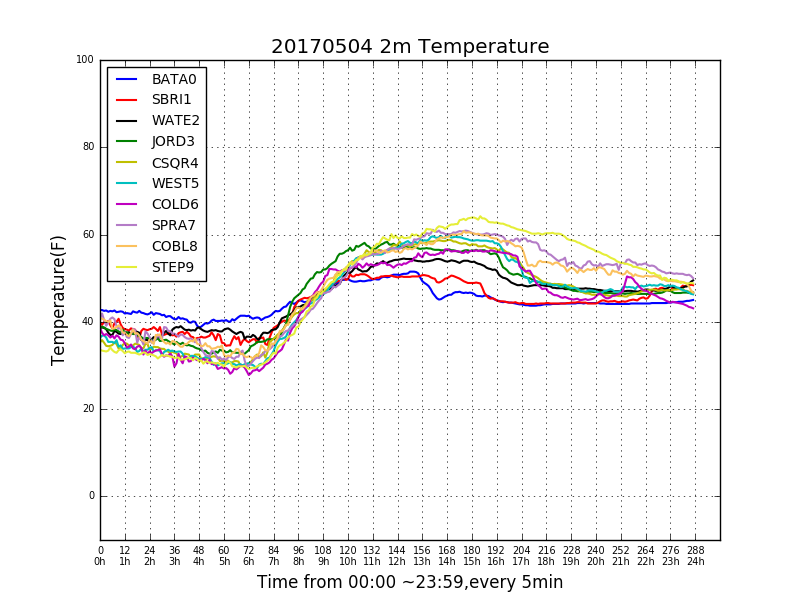 20170504 2m Temperature
100
80
60
40
20
0
Temperature(F)
BATA0
SBRI1
WATE2
JORD3
CSQR4
WEST5
COLD6
SPRA7
COBL8
STEP9
0 12 24 36 48 60 72 84 96 108 120 132 144 156 168 180 192 204 216 228 240 252 264 276 288
0h 1h 2h 3h 4h 5h 6h 7h 8h 9h 10h 11h 12h 13h 14h 15h 16h 17h 18h 19h 20h 21h 22h 23h 24h
Time from 00:00 ~23:59,every 5min